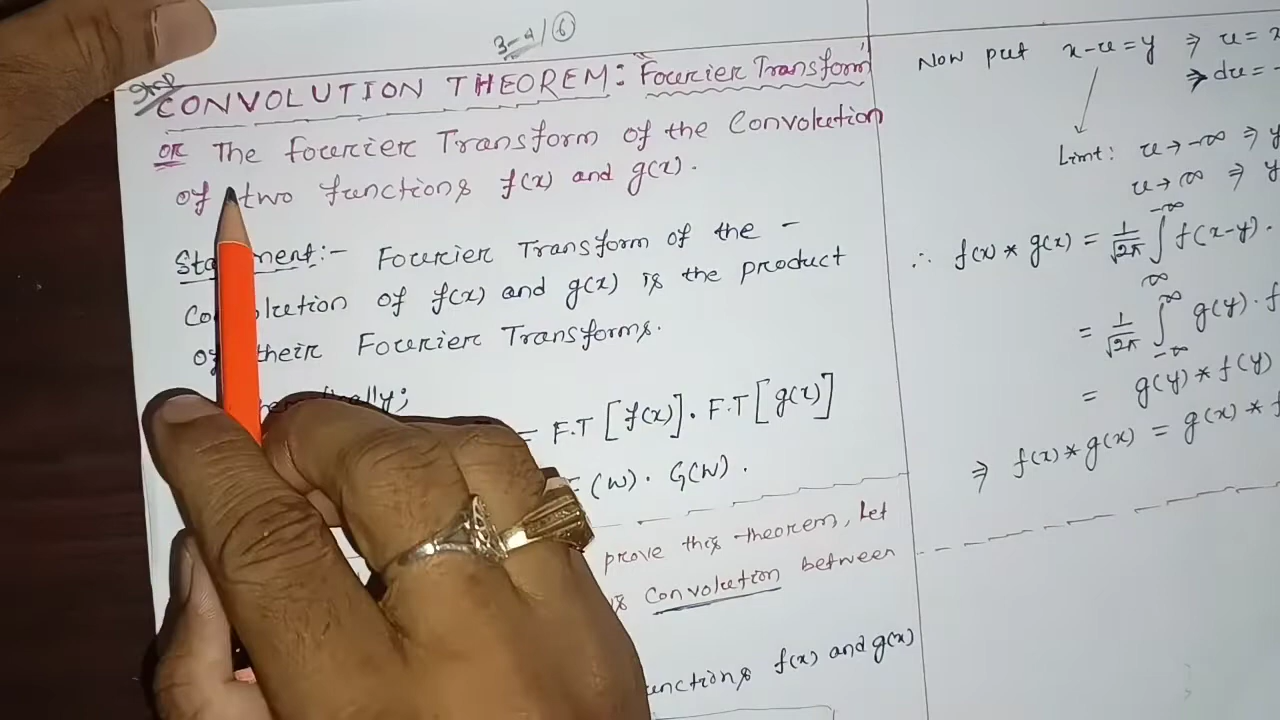 3-4/⑥
CONVOLUTION THEOREM: Fourier Transform
OR The Fourier Transform of the Convolution
of two functions f(x) and g(x).
Statement:- Fourier Transform of the -
Convolution of f(x) and g(x) is the product
of their Fourier Transforms.
= F.T [f(x)] . F.T [g(x)]
(W) . G(W) .
prove this theorem, Let
Convolution between
f(x) and g(x)
Now put x-u=y ⇒ u=
⇒ du = -
Limt: u→-∞ ⇒ y
u→∞ ⇒ y
∴ f(x) * g(x) = 1/√2π ∫_{∞}^{-∞} f(x-y).
= 1/√2π ∫_{-∞}^{∞} g(y) . f
= g(y) * f(y)
⇒ f(x) * g(x) = g(x) *